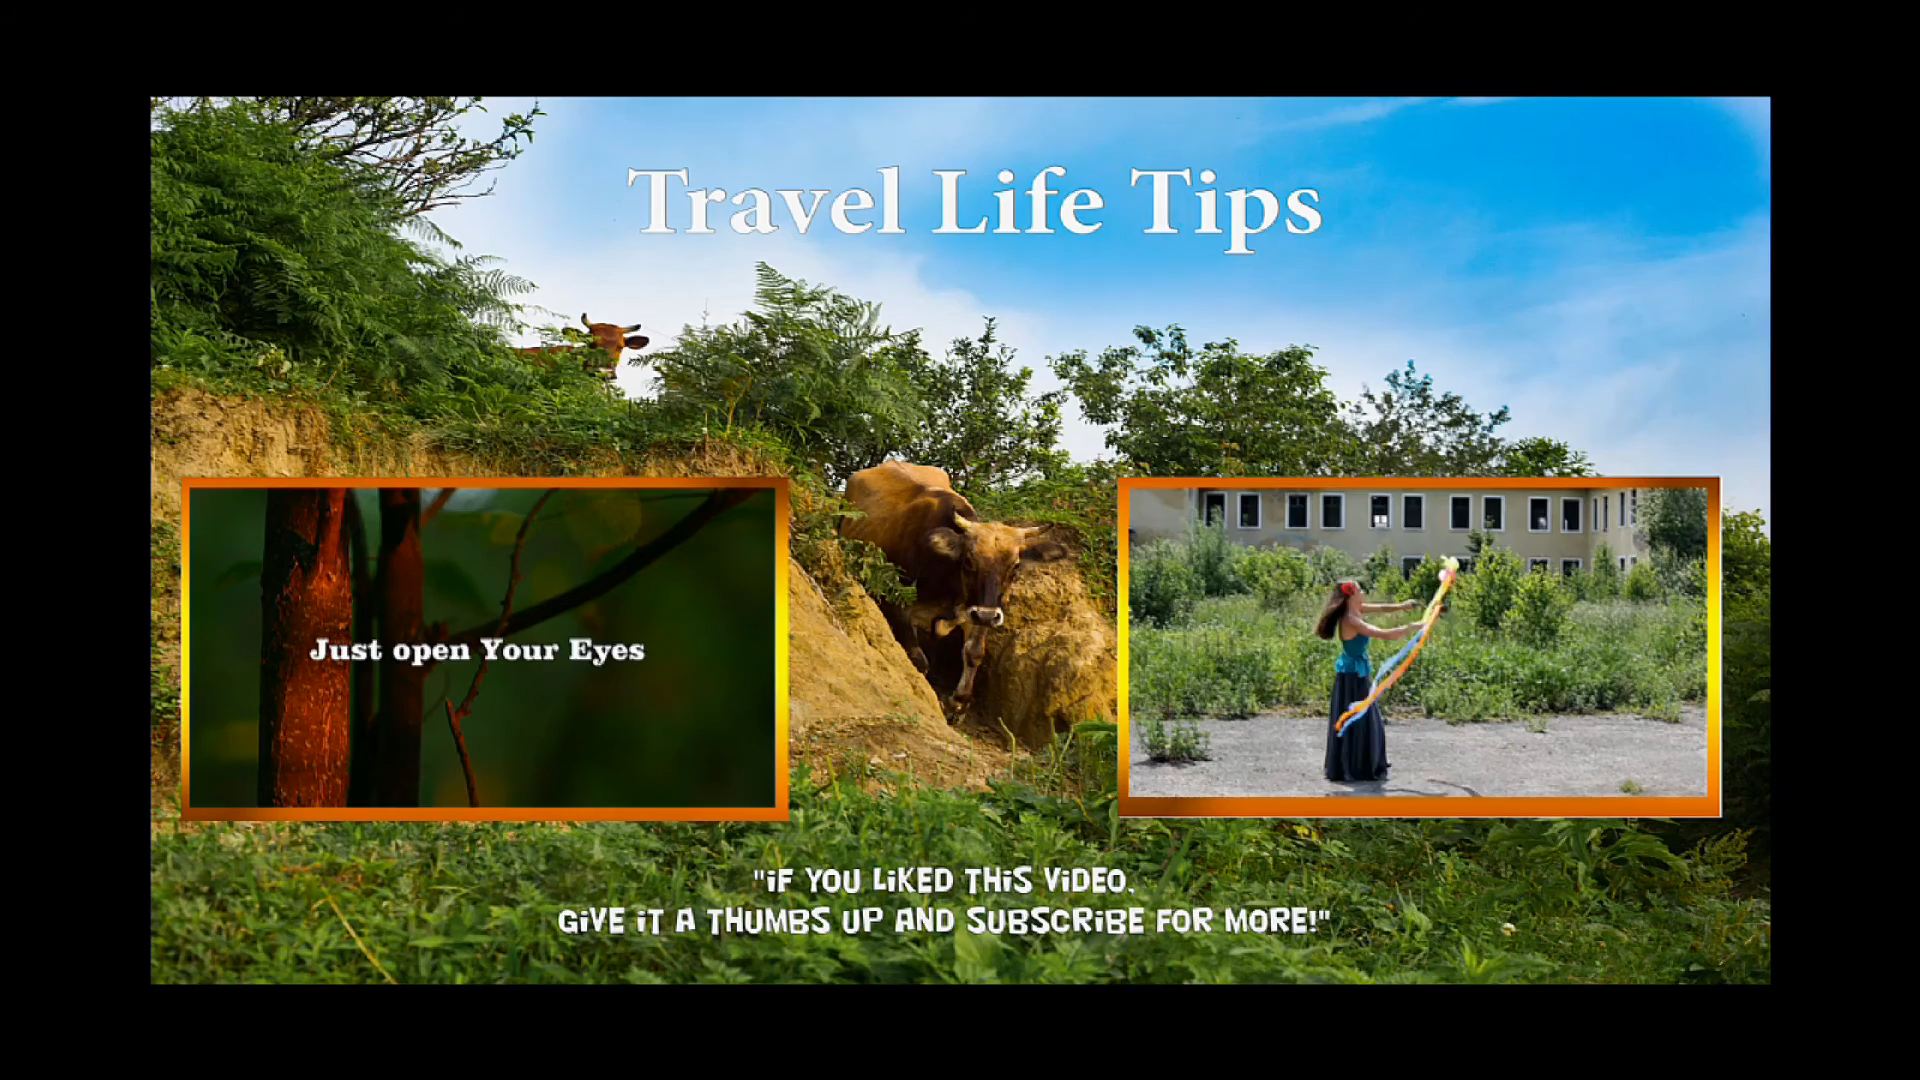 Travel Life Tips
Just open Your Eyes
"IF YOU LIKED THIS VIDEO,
GIVE IT A THUMBS UP AND SUBSCRIBE FOR MORE!"